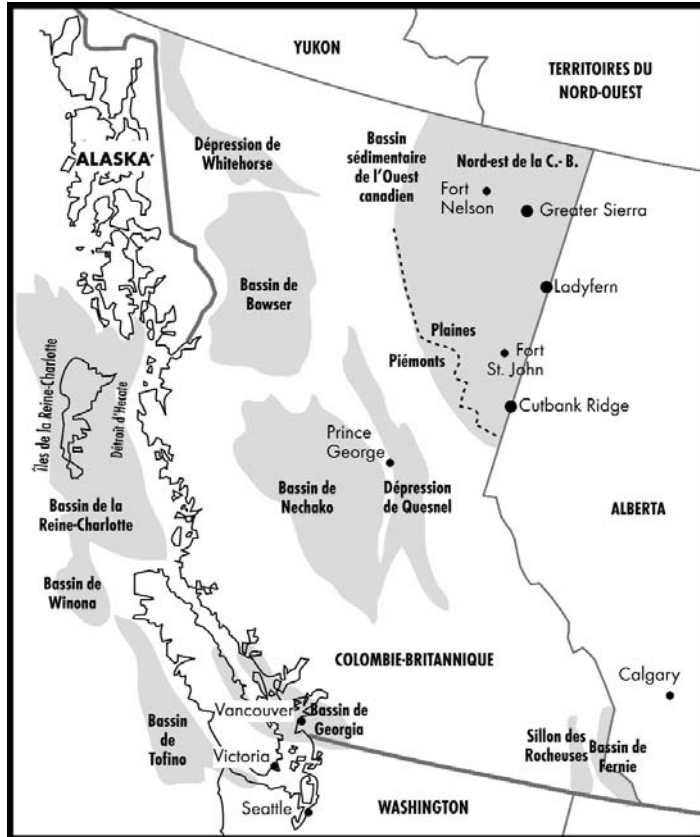 YUKON
TERRITOIRES DU
NORD-OUEST
Dépression de
Whitehorse
ALASKA
Bassin
sédimentaire
de l'Ouest
canadien
Nord-est de la C.- B.
Fort
Nelson
Greater Sierra
Bassin de
Bowser
Ladyfern
Plaines
Piémonts
Fort
St. John
Cutbank Ridge
Îles de la Reine-Charlotte
Détroit d'Hecate
Prince
George
Bassin de
Nechako
Dépression
de Quesnel
Bassin de la
Reine-Charlotte
ALBERTA
Bassin de
Winona
COLOMBIE-BRITANNIQUE
Calgary
Vancouver
Bassin de
Georgia
Bassin
de
Tofino
Victoria
Sillon des
Rocheuses
Bassin de
Fernie
Seattle
WASHINGTON